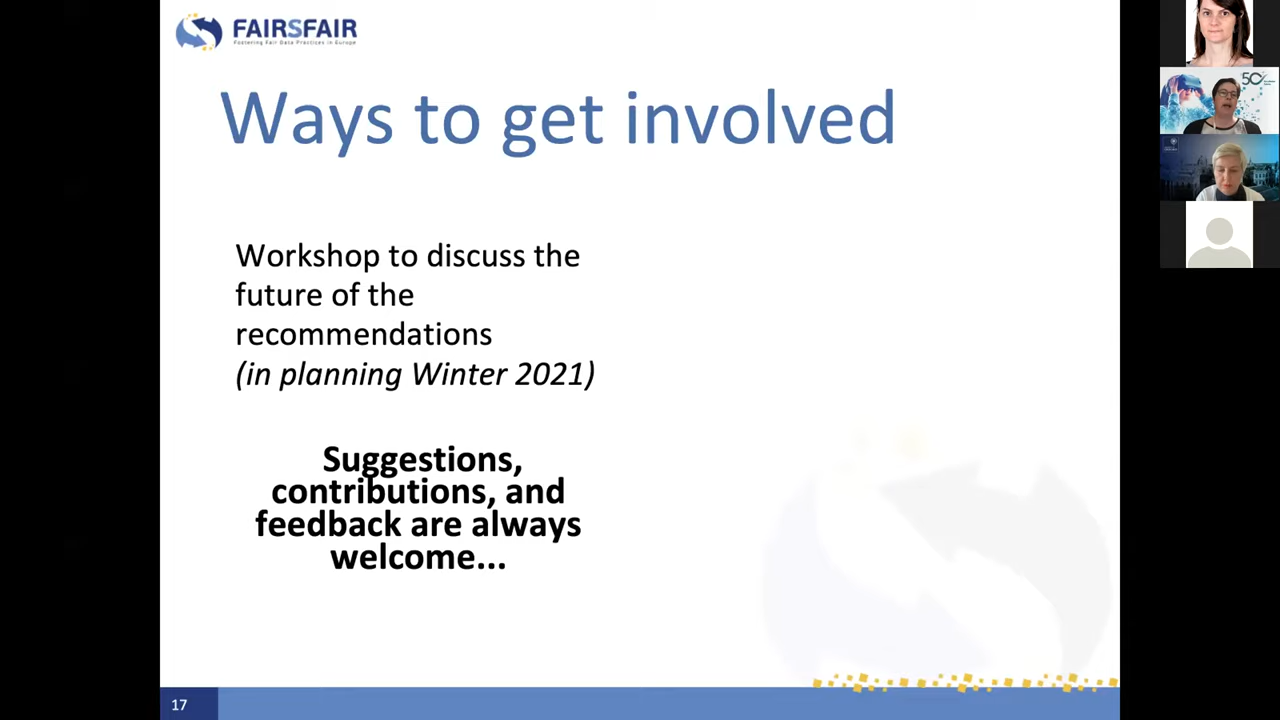 FAIRSFAIR
Fostering Fair Data Practices in Europe
Ways to get involved
Workshop to discuss the
future of the
recommendations
(in planning Winter 2021)
Suggestions,
contributions, and
feedback are always
welcome...
17
50